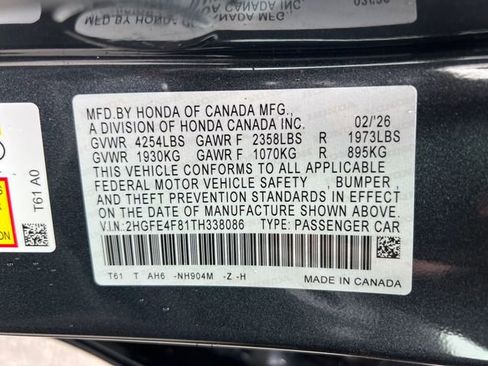 MFD.BY HONDA OF CANADA MFG.,
A DIVISION OF HONDA CANADA INC. 02/'26
GVWR 4254LBS GAWR F 2358LBS R 1973LBS
GVWR 1930KG GAWR F 1070KG R 895KG
THIS VEHICLE CONFORMS TO ALL APPLICABLE
FEDERAL MOTOR VEHICLE SAFETY , BUMPER ,
AND THEFT PREVENTION STANDARDS IN EFFECT
ON THE DATE OF MANUFACTURE SHOWN ABOVE.
V.I.N.:2HGFE4F81TH338086 TYPE: PASSENGER CAR
T61 T AH6 -NH904M -Z -H
MADE IN CANADA
T61 A0